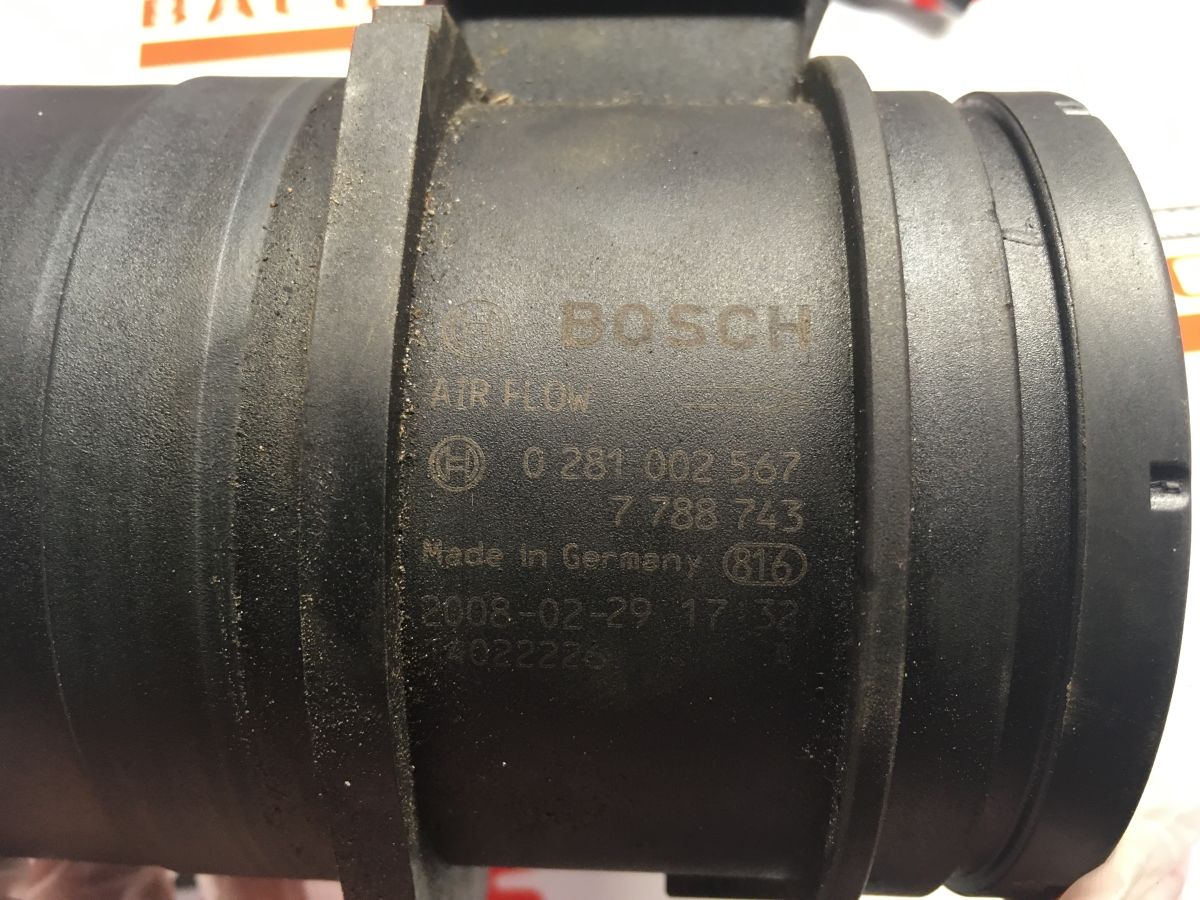 BOSCH
AIR FLOW
0 281 002 567
7 788 743
Made in Germany 816
2008-02-29 17:32
4022226